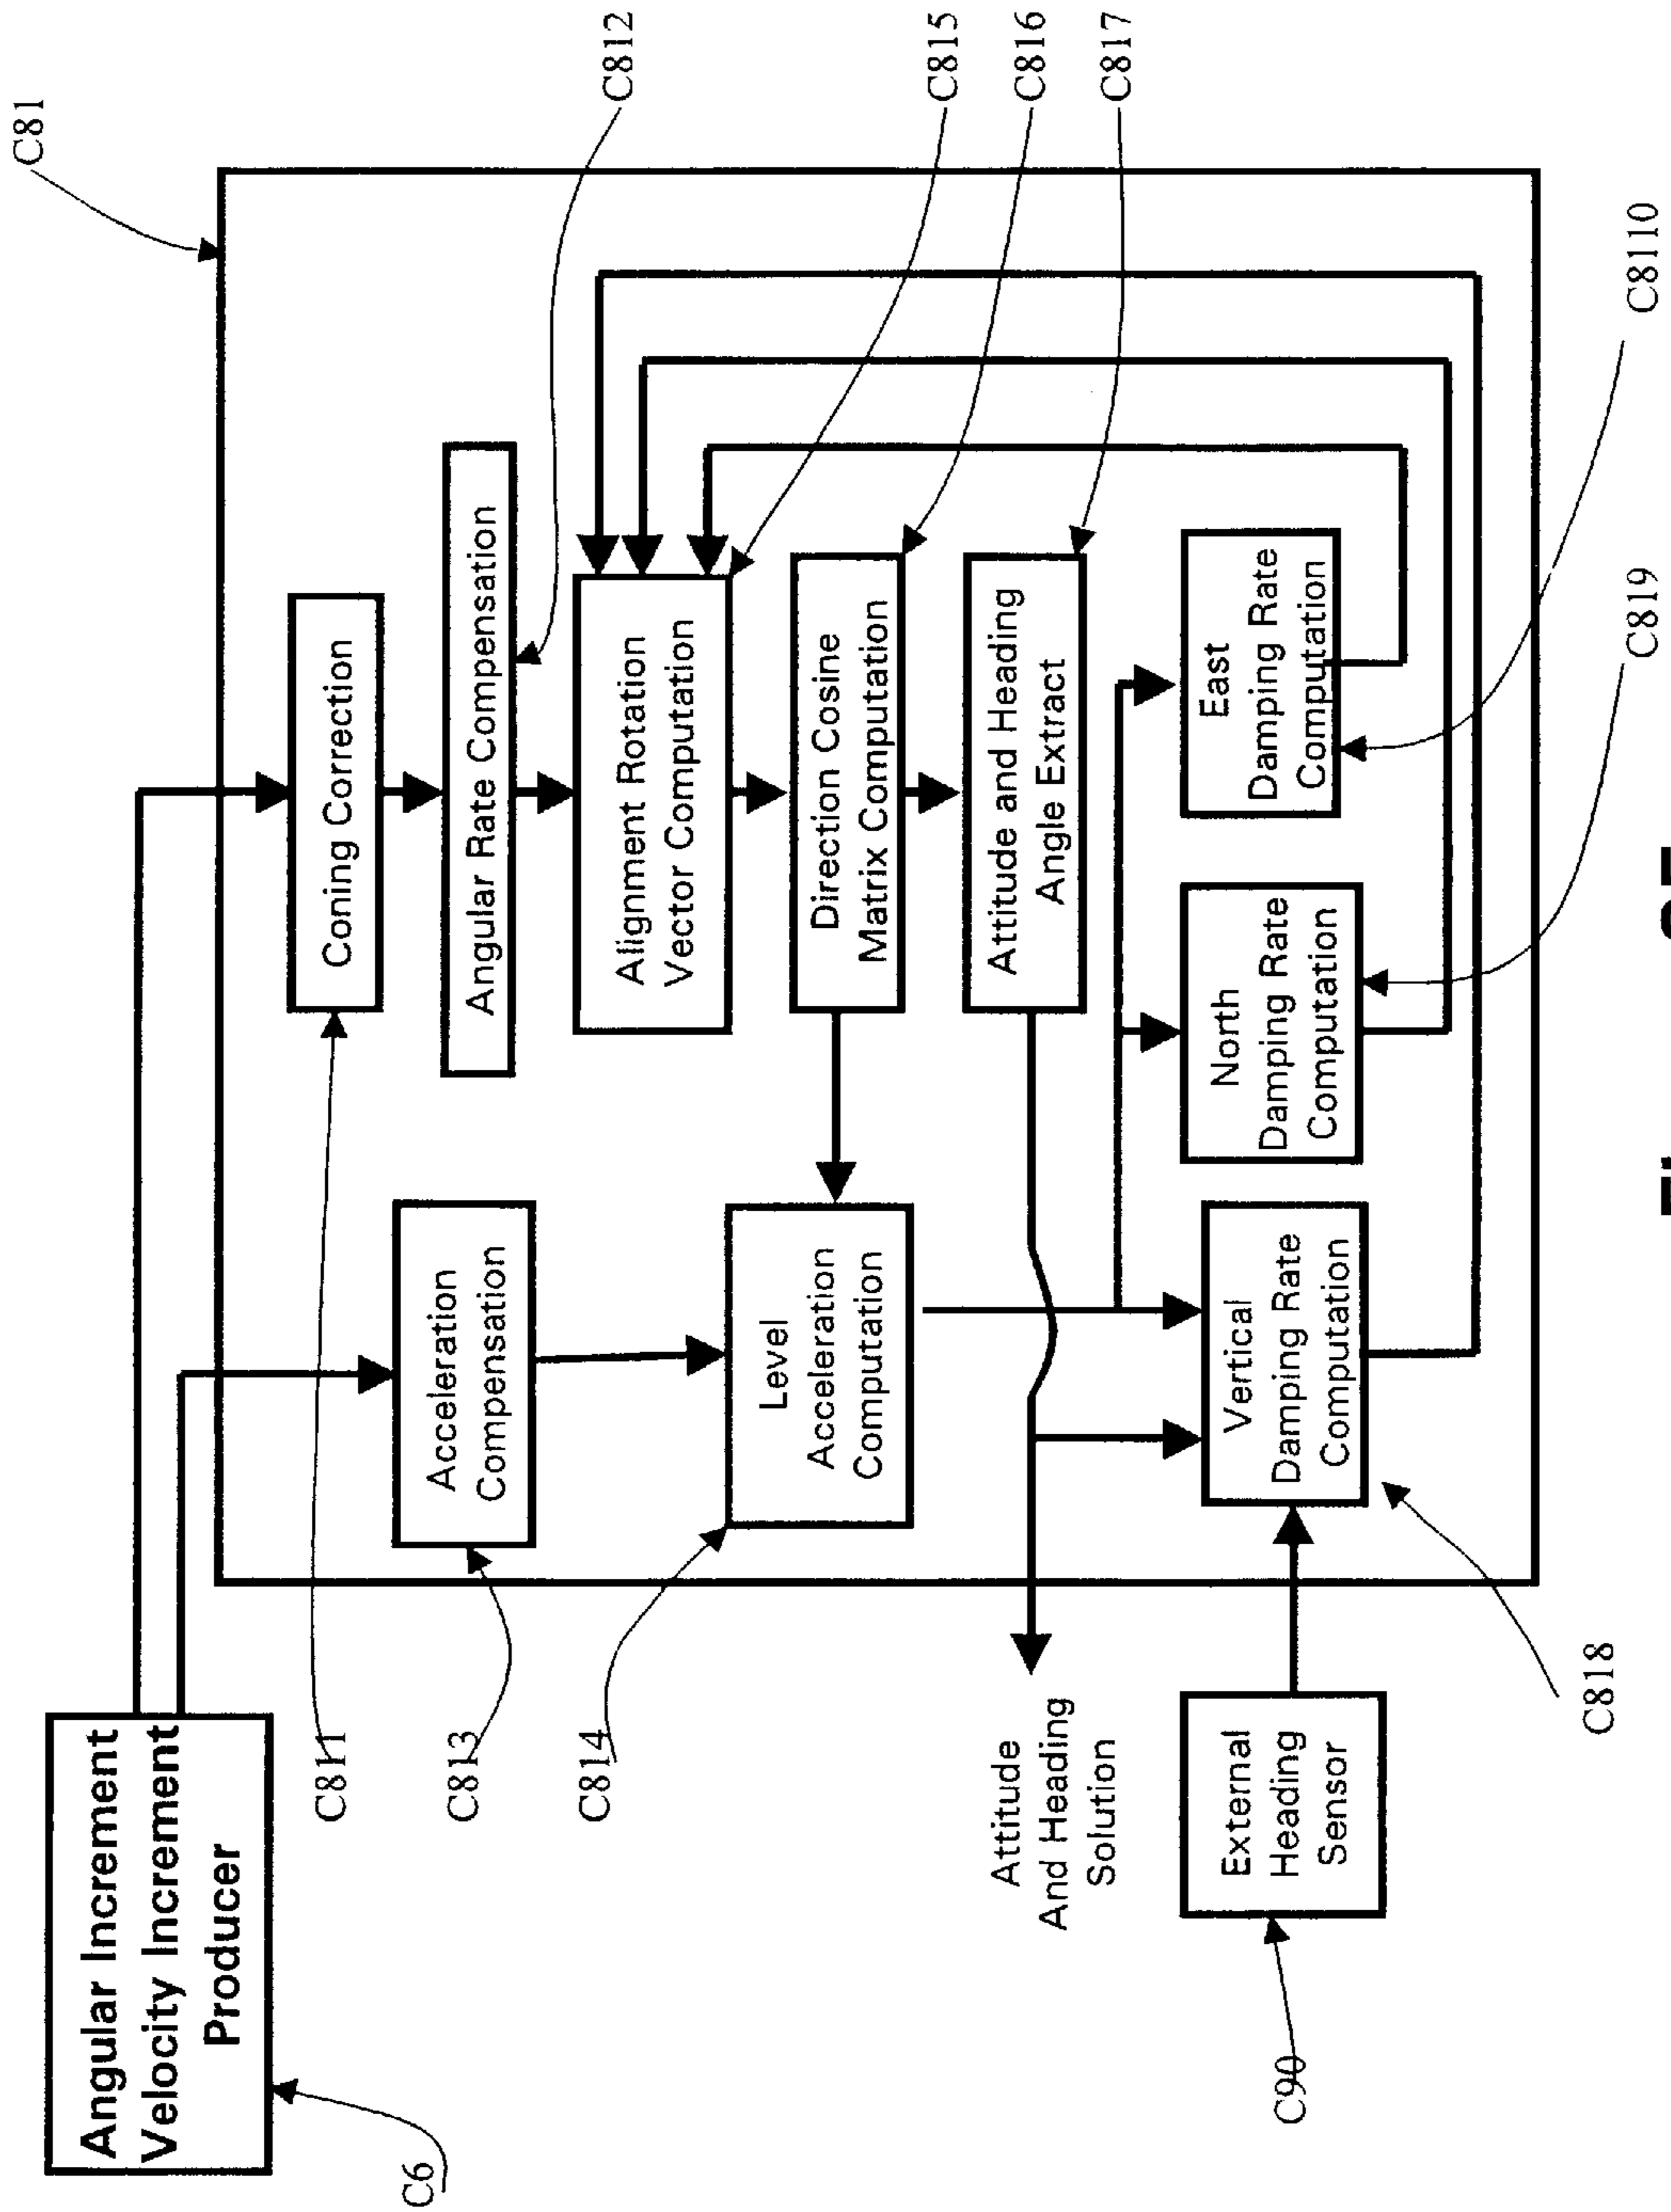 C81
Angular Increment
Velocity Increment
Producer
C6
C811
Coning Correction
Angular Rate Compensation
C812
C813
Acceleration
Compensation
Alignment Rotation
Vector Computation
C815
C814
Level
Acceleration
Computation
Direction Cosine
Matrix Computation
C816
Attitude and Heading
Angle Extract
C817
Attitude
And Heading
Solution
External
Heading
Sensor
C90
Vertical
Damping Rate
Computation
C818
North
Damping Rate
Computation
C819
East
Damping Rate
Computation
C8110